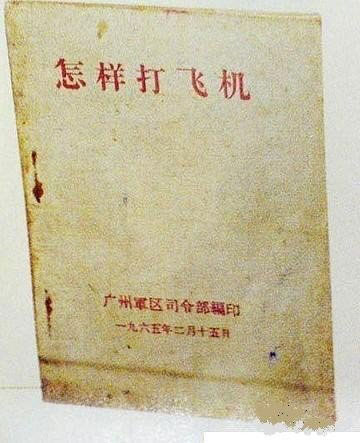 怎样打飞机
广州軍区司令部編印
一九六五年二月十五日